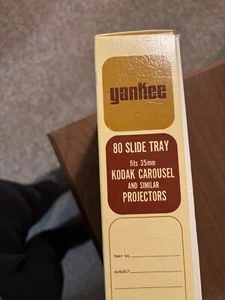 yankee
80 SLIDE TRAY
fits 35mm
KODAK CAROUSEL
AND SIMILAR
PROJECTORS
TRAY NO.
SUBJECT